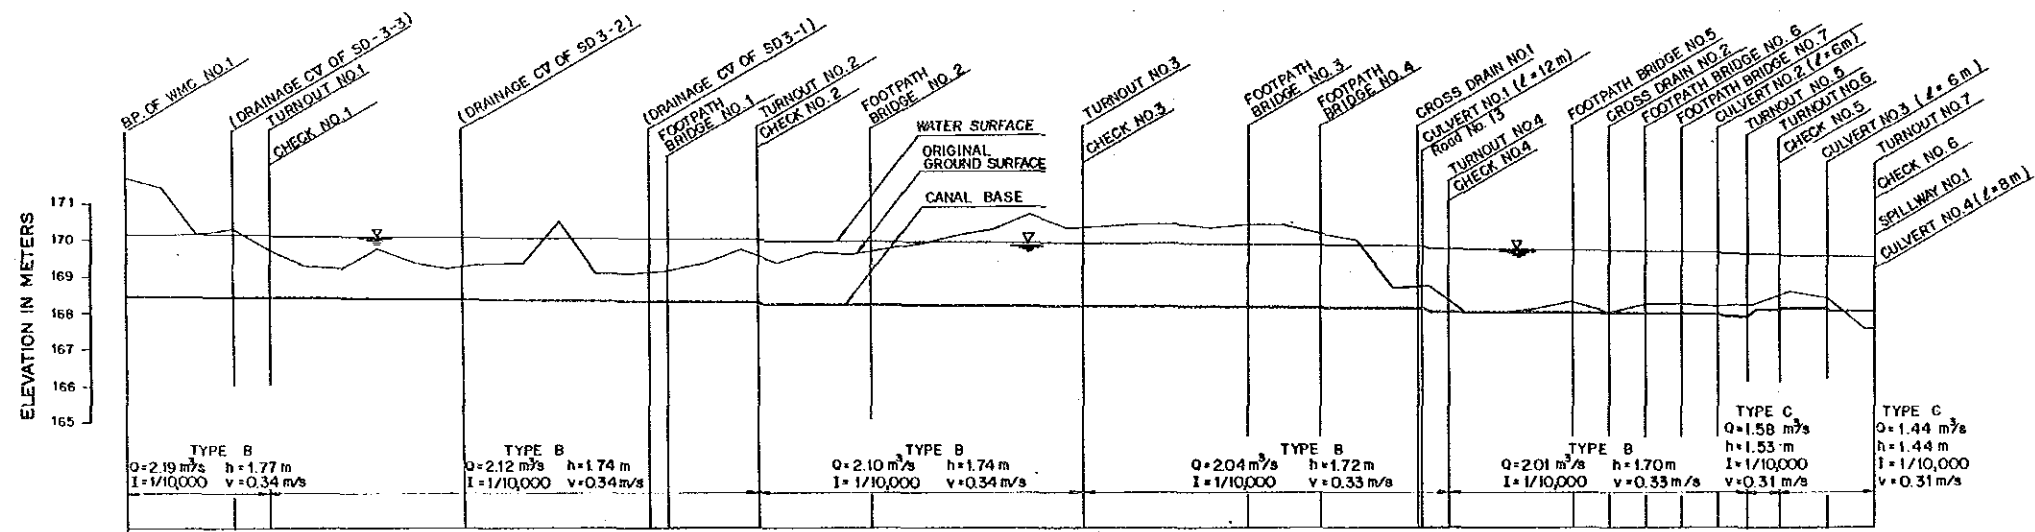 B.P. OF WMC NO.1
(DRAINAGE CV OF SD-3-3)
TURNOUT NO.1
CHECK NO.1
(DRAINAGE CV OF SD3-2)
(DRAINAGE CV OF SD3-1)
FOOTPATH
BRIDGE NO.1
TURNOUT NO.2
CHECK NO.2
FOOTPATH
BRIDGE NO.2
WATER SURFACE
ORIGINAL
GROUND SURFACE
CANAL BASE
TURNOUT NO.3
CHECK NO.3
FOOTPATH
BRIDGE NO.3
FOOTPATH
BRIDGE NO.4
CROSS DRAIN NO.1
CULVERT NO.1 (ℓ=12m)
Road No. 13
TURNOUT NO.4
CHECK NO.4
FOOTPATH BRIDGE NO.5
CROSS DRAIN NO.2
FOOTPATH BRIDGE NO. 6
FOOTPATH BRIDGE NO. 7
CULVERT NO.2 (ℓ=6m)
TURNOUT NO.5
TURNOUT NO.6
CHECK NO.5
CULVERT NO.3 (ℓ=6m)
TURNOUT NO.7
CHECK NO.6
SPILLWAY NO.1
CULVERT NO.4 (ℓ=8m)
ELEVATION IN METERS
171
170
169
168
167
166
165
TYPE B
Q=2.19 m³/s h=1.77 m
I=1/10,000 v=0.34 m/s
TYPE B
Q=2.12 m³/s h=1.74 m
I=1/10,000 v=0.34 m/s
TYPE B
Q=2.10 m³/s h=1.74 m
I=1/10,000 v=0.34 m/s
TYPE B
Q=2.04 m³/s h=1.72 m
I=1/10,000 v=0.33 m/s
TYPE B
Q=2.01 m³/s h=1.70 m
I=1/10,000 v=0.33 m/s
TYPE C
Q=1.58 m³/s
h=1.53 m
I=1/10,000
v=0.31 m/s
TYPE C
Q=1.44 m³/s
h=1.44 m
I=1/10,000
v=0.31 m/s